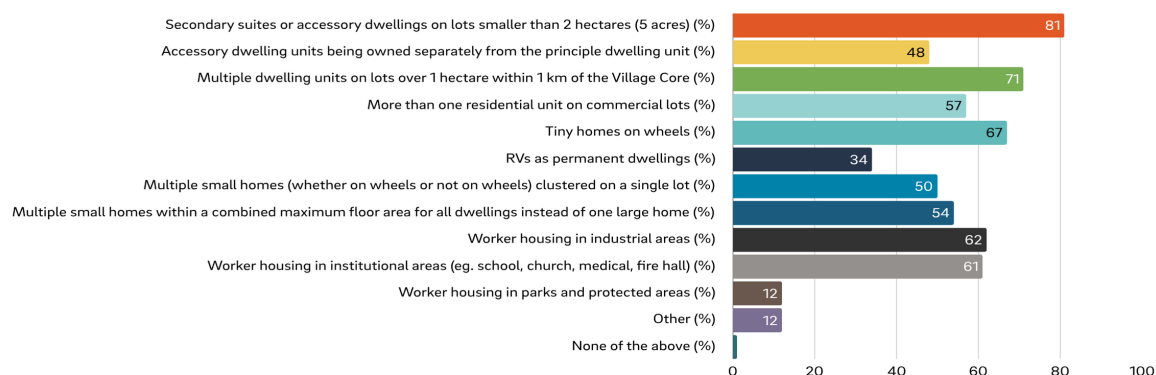 Secondary suites or accessory dwellings on lots smaller than 2 hectares (5 acres) (%) 81
Accessory dwelling units being owned separately from the principle dwelling unit (%) 48
Multiple dwelling units on lots over 1 hectare within 1 km of the Village Core (%) 71
More than one residential unit on commercial lots (%) 57
Tiny homes on wheels (%) 67
RVs as permanent dwellings (%) 34
Multiple small homes (whether on wheels or not on wheels) clustered on a single lot (%) 50
Multiple small homes within a combined maximum floor area for all dwellings instead of one large home (%) 54
Worker housing in industrial areas (%) 62
Worker housing in institutional areas (eg. school, church, medical, fire hall) (%) 61
Worker housing in parks and protected areas (%) 12
Other (%) 12
None of the above (%)
0 20 40 60 80 100